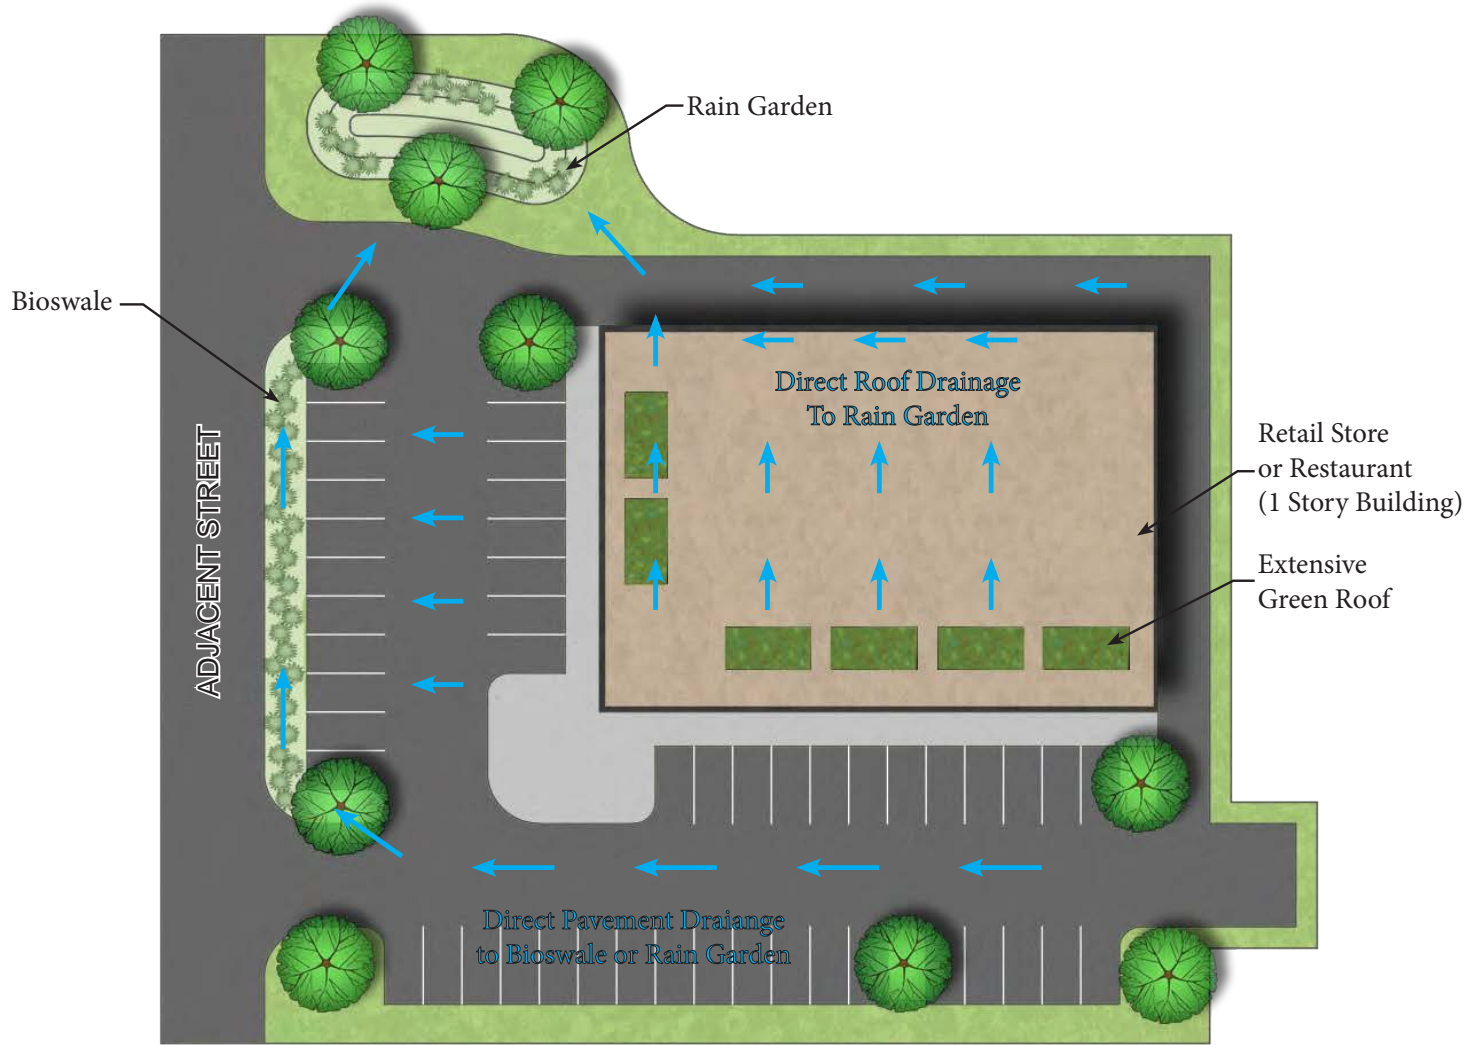 Rain Garden
Bioswale
Direct Roof Drainage
To Rain Garden
Retail Store
or Restaurant
(1 Story Building)
Extensive
Green Roof
ADJACENT STREET
Direct Pavement Draiange
to Bioswale or Rain Garden